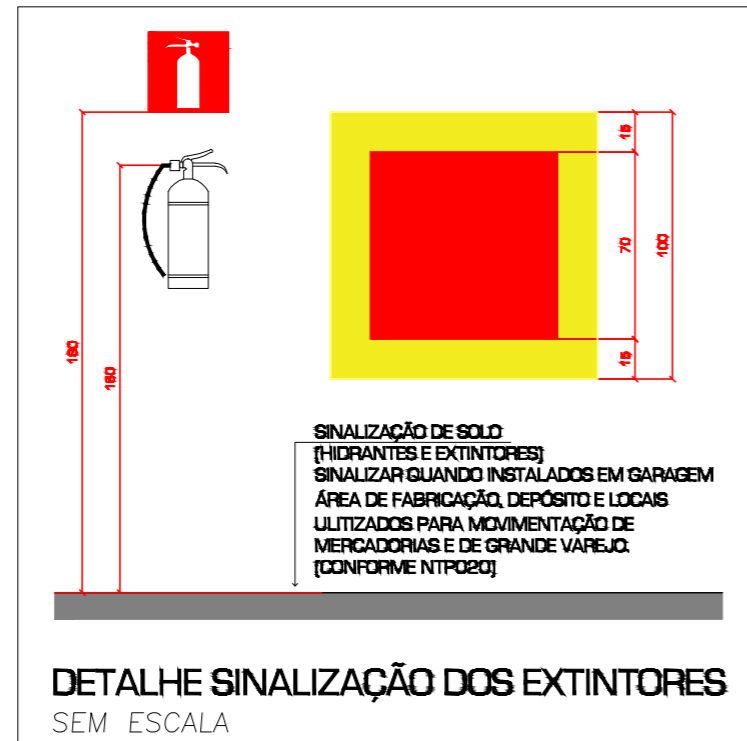 15
70
100
15
180
160
SINALIZAÇÃO DE SOLO
[HIDRANTES E EXTINTORES]
SINALIZAR QUANDO INSTALADOS EM GARAGEM
ÁREA DE FABRICAÇÃO, DEPÓSITO E LOCAIS
ULITIZADOS PARA MOVIMENTAÇÃO DE
MERCADORIAS E DE GRANDE VAREJO.
[CONFORME NTP020]
DETALHE SINALIZAÇÃO DOS EXTINTORES
SEM ESCALA